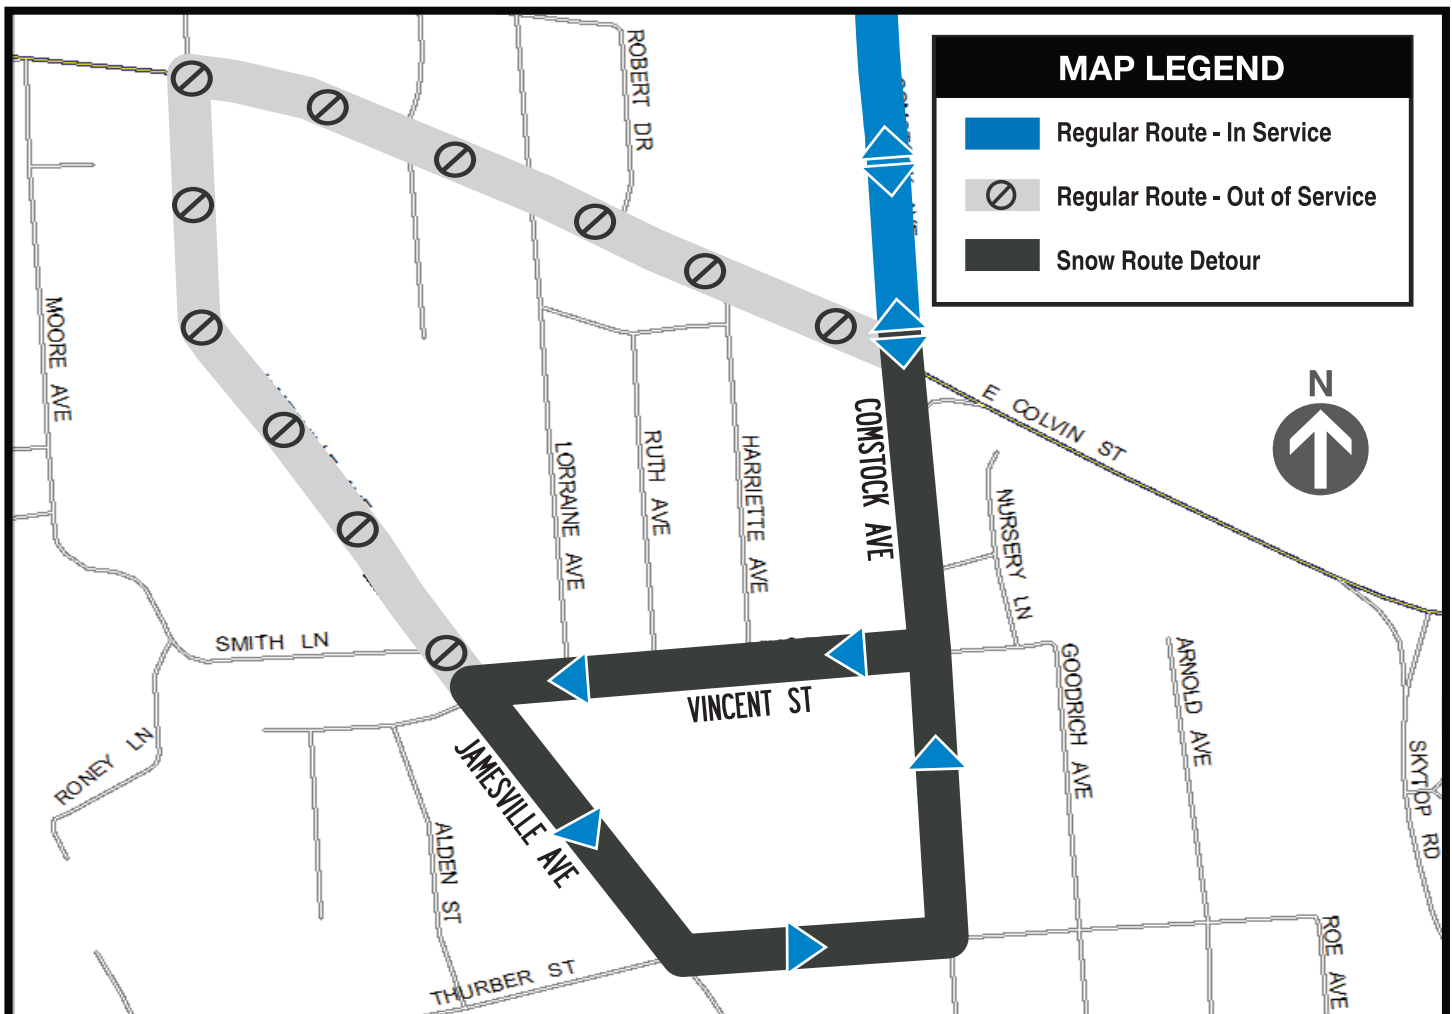 MAP LEGEND
Regular Route - In Service
Regular Route - Out of Service
Snow Route Detour
N
ROBERT DR
MOORE AVE
E COLVIN ST
COMSTOCK AVE
LORRAINE AVE
RUTH AVE
HARRIETTE AVE
NURSERY LN
SMITH LN
VINCENT ST
GOODRICH AVE
ARNOLD AVE
SKYTOP RD
RONEY LN
JAMESVILLE AVE
ALDEN ST
THURBER ST
ROE AVE